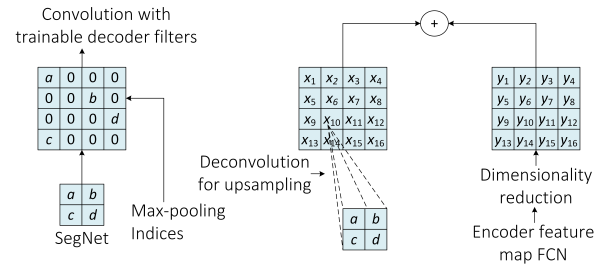 Convolution with
trainable decoder filters
a 0 0 0
0 0 b 0
0 0 0 d
c 0 0 0
a b
c d
SegNet
Max-pooling
Indices
+
x1 x2 x3 x4
x5 x6 x7 x8
x9 x10 x11 x12
x13 x14 x15 x16
Deconvolution
for upsampling
a b
c d
y1 y2 y3 y4
y5 y6 y7 y8
y9 y10 y11 y12
y13 y14 y15 y16
Dimensionality
reduction
Encoder feature
map FCN